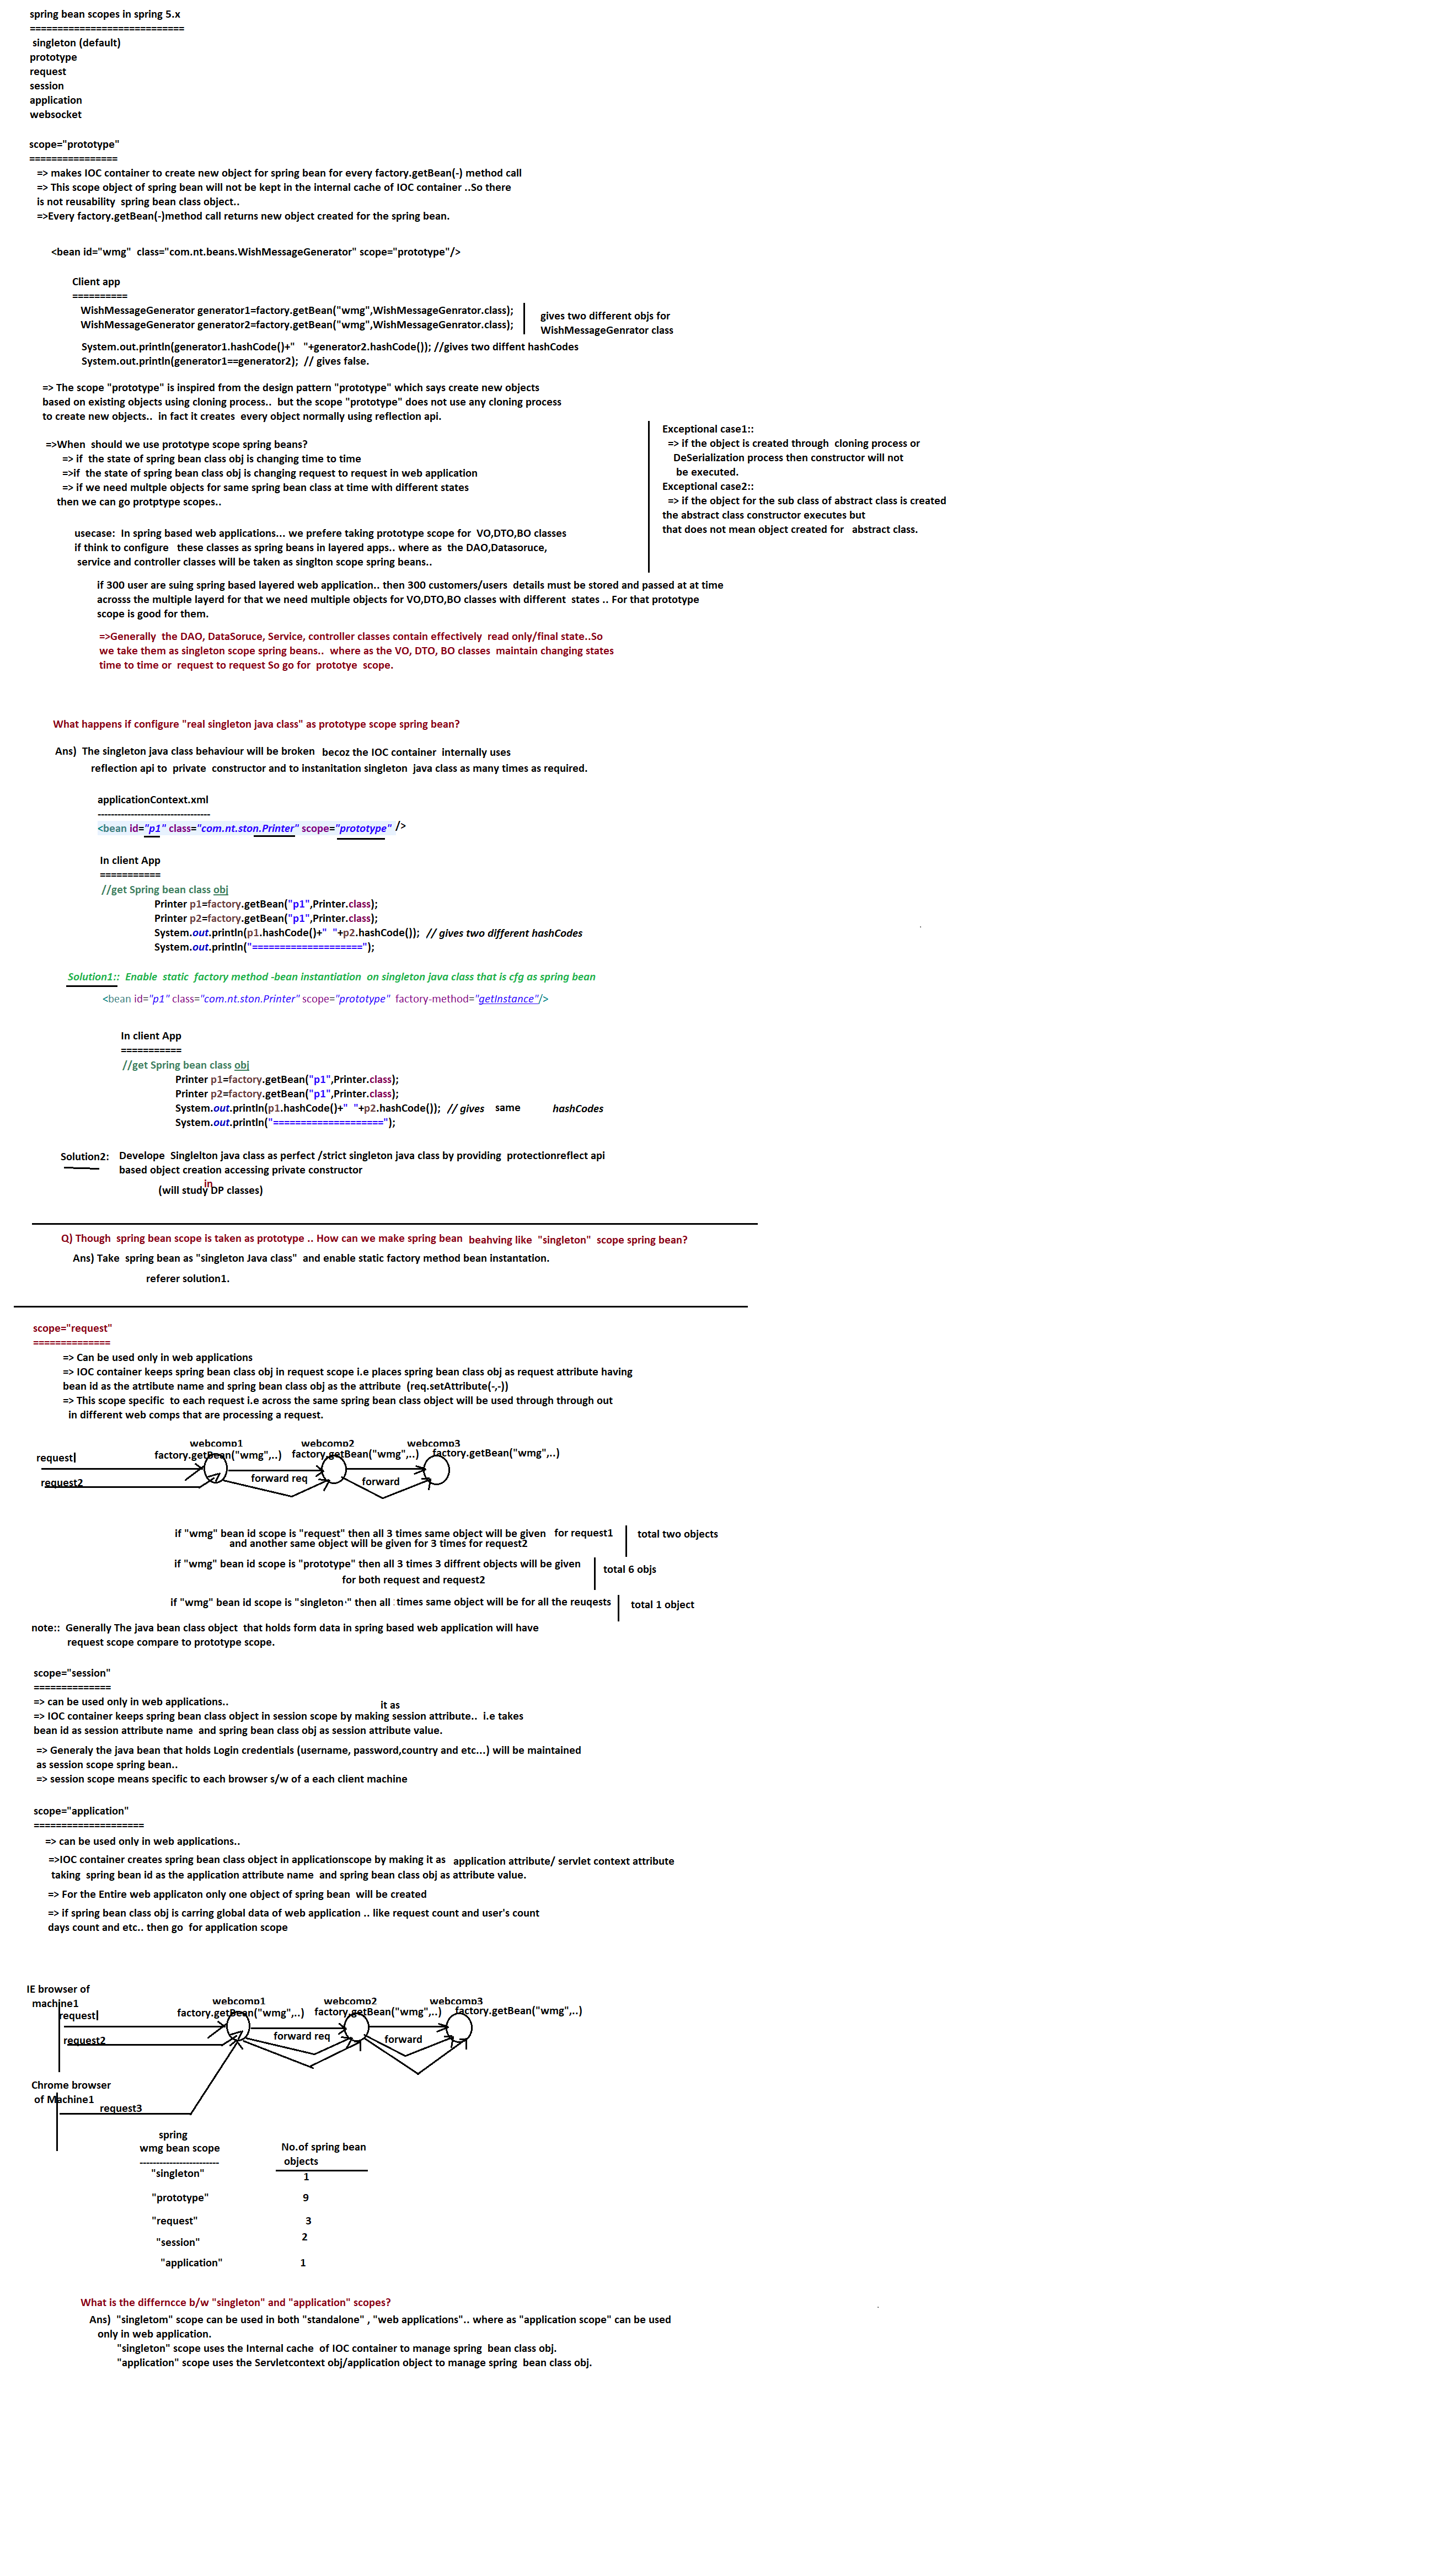 spring bean scopes in spring 5.x
============================
singleton (default)
prototype
request
session
application
websocket
scope="prototype"
================
=> makes IOC container to create new object for spring bean for every factory.getBean(-) method call
=> This scope object of spring bean will not be kept in the internal cache of IOC container ..So there
is not reusability  spring bean class object..
=>Every factory.getBean(-)method call returns new object created for the spring bean.
<bean id="wmg"  class="com.nt.beans.WishMessageGenerator" scope="prototype"/>
Client app
==========
WishMessageGenerator generator1=factory.getBean("wmg",WishMessageGenrator.class);
WishMessageGenerator generator2=factory.getBean("wmg",WishMessageGenrator.class);
gives two different objs for
WishMessageGenrator class
System.out.println(generator1.hashCode()+"   "+generator2.hashCode()); //gives two diffent hashCodes
System.out.println(generator1==generator2);  // gives false.
=> The scope "prototype" is inspired from the design pattern "prototype" which says create new objects
based on existing objects using cloning process..  but the scope "prototype" does not use any cloning process
to create new objects..  in fact it creates  every object normally using reflection api.
=>When  should we use prototype scope spring beans?
=> if  the state of spring bean class obj is changing time to time
=>if  the state of spring bean class obj is changing request to request in web application
=> if we need multple objects for same spring bean class at time with different states
then we can go protptype scopes..
Exceptional case1::
=> if the object is created through  cloning process or
DeSerialization process then constructor will not
be executed.
Exceptional case2::
=> if the object for the sub class of abstract class is created
the abstract class constructor executes but
that does not mean object created for   abstract class.
usecase:  In spring based web applications... we prefere taking prototype scope for  VO,DTO,BO classes
if think to configure   these classes as spring beans in layered apps.. where as  the DAO,Datasoruce,
service and controller classes will be taken as singlton scope spring beans..
if 300 user are suing spring based layered web application.. then 300 customers/users  details must be stored and passed at at time
acrosss the multiple layerd for that we need multiple objects for VO,DTO,BO classes with different  states .. For that prototype
scope is good for them.
=>Generally  the DAO, DataSoruce, Service, controller classes contain effectively  read only/final state..So
we take them as singleton scope spring beans..  where as the VO, DTO, BO classes  maintain changing states
time to time or  request to request So go for  prototye  scope.
What happens if configure "real singleton java class" as prototype scope spring bean?
Ans)  The singleton java class behaviour will be broken  becoz the IOC container  internally uses
reflection api to  private  constructor and to instanitation singleton  java class as many times as required.
applicationContext.xml
----------------------------------
<bean id="p1" class="com.nt.ston.Printer" scope="prototype" />
In client App
===========
//get Spring bean class obj
Printer p1=factory.getBean("p1",Printer.class);
Printer p2=factory.getBean("p1",Printer.class);
System.out.println(p1.hashCode()+"  "+p2.hashCode());  // gives two different hashCodes
System.out.println("====================");
Solution1::  Enable  static  factory method -bean instantiation  on singleton java class that is cfg as spring bean
<bean id="p1" class="com.nt.ston.Printer" scope="prototype"  factory-method="getInstance"/>
In client App
===========
//get Spring bean class obj
Printer p1=factory.getBean("p1",Printer.class);
Printer p2=factory.getBean("p1",Printer.class);
System.out.println(p1.hashCode()+"  "+p2.hashCode());  // gives  same  hashCodes
System.out.println("====================");
Solution2:  Develope  Singlelton java class as perfect /strict singleton java class by providing  protectionreflect api
based object creation accessing private constructor
in
(will study DP classes)
Q) Though  spring bean scope is taken as prototype .. How can we make spring bean  beahving like  "singleton"  scope spring bean?
Ans) Take  spring bean as "singleton Java class"  and enable static factory method bean instantation.
referer solution1.
scope="request"
==============
=> Can be used only in web applications
=> IOC container keeps spring bean class obj in request scope i.e places spring bean class obj as request attribute having
bean id as the atrtibute name and spring bean class obj as the attribute  (req.setAttribute(-,-))
=> This scope specific  to each request i.e across the same spring bean class object will be used through through out
in different web comps that are processing a request.
webcomp1 webcomp2 webcomp3
request factory.getBean("wmg",..) factory.getBean("wmg",..) factory.getBean("wmg",..)
request2 forward req forward
if "wmg" bean id scope is "request" then all 3 times same object will be given  for request1
and another same object will be given for 3 times for request2
total two objects
if "wmg" bean id scope is "prototype" then all 3 times 3 diffrent objects will be given
for both request and request2
total 6 objs
if "wmg" bean id scope is "singleton·" then all  times same object will be for all the reuqests
total 1 object
note::  Generally The java bean class object  that holds form data in spring based web application will have
request scope compare to prototype scope.
scope="session"
==============
=> can be used only in web applications..
it as
=> IOC container keeps spring bean class object in session scope by making session attribute..  i.e takes
bean id as session attribute name  and spring bean class obj as session attribute value.
=> Generaly the java bean that holds Login credentials (username, password,country and etc...) will be maintained
as session scope spring bean..
=> session scope means specific to each browser s/w of a each client machine
scope="application"
====================
=> can be used only in web applications..
=>IOC container creates spring bean class object in applicationscope by making it as  application attribute/ servlet context attribute
taking  spring bean id as the application attribute name  and spring bean class obj as attribute value.
=> For the Entire web applicaton only one object of spring bean  will be created
=> if spring bean class obj is carring global data of web application .. like request count and user's count
days count and etc.. then go  for application scope
IE browser of
machine1
webcomp1 webcomp2 webcomp3
request factory.getBean("wmg",..) factory.getBean("wmg",..) factory.getBean("wmg",..)
request2 forward req forward
Chrome browser
of Machine1
request3
spring
wmg bean scope
------------------------
No.of spring bean
objects
"singleton" 1
"prototype" 9
"request" 3
"session" 2
"application" 1
What is the differncce b/w "singleton" and "application" scopes?
Ans)  "singletom" scope can be used in both "standalone" , "web applications".. where as "application scope" can be used
only in web application.
"singleton" scope uses the Internal cache  of IOC container to manage spring  bean class obj.
"application" scope uses the Servletcontext obj/application object to manage spring  bean class obj.